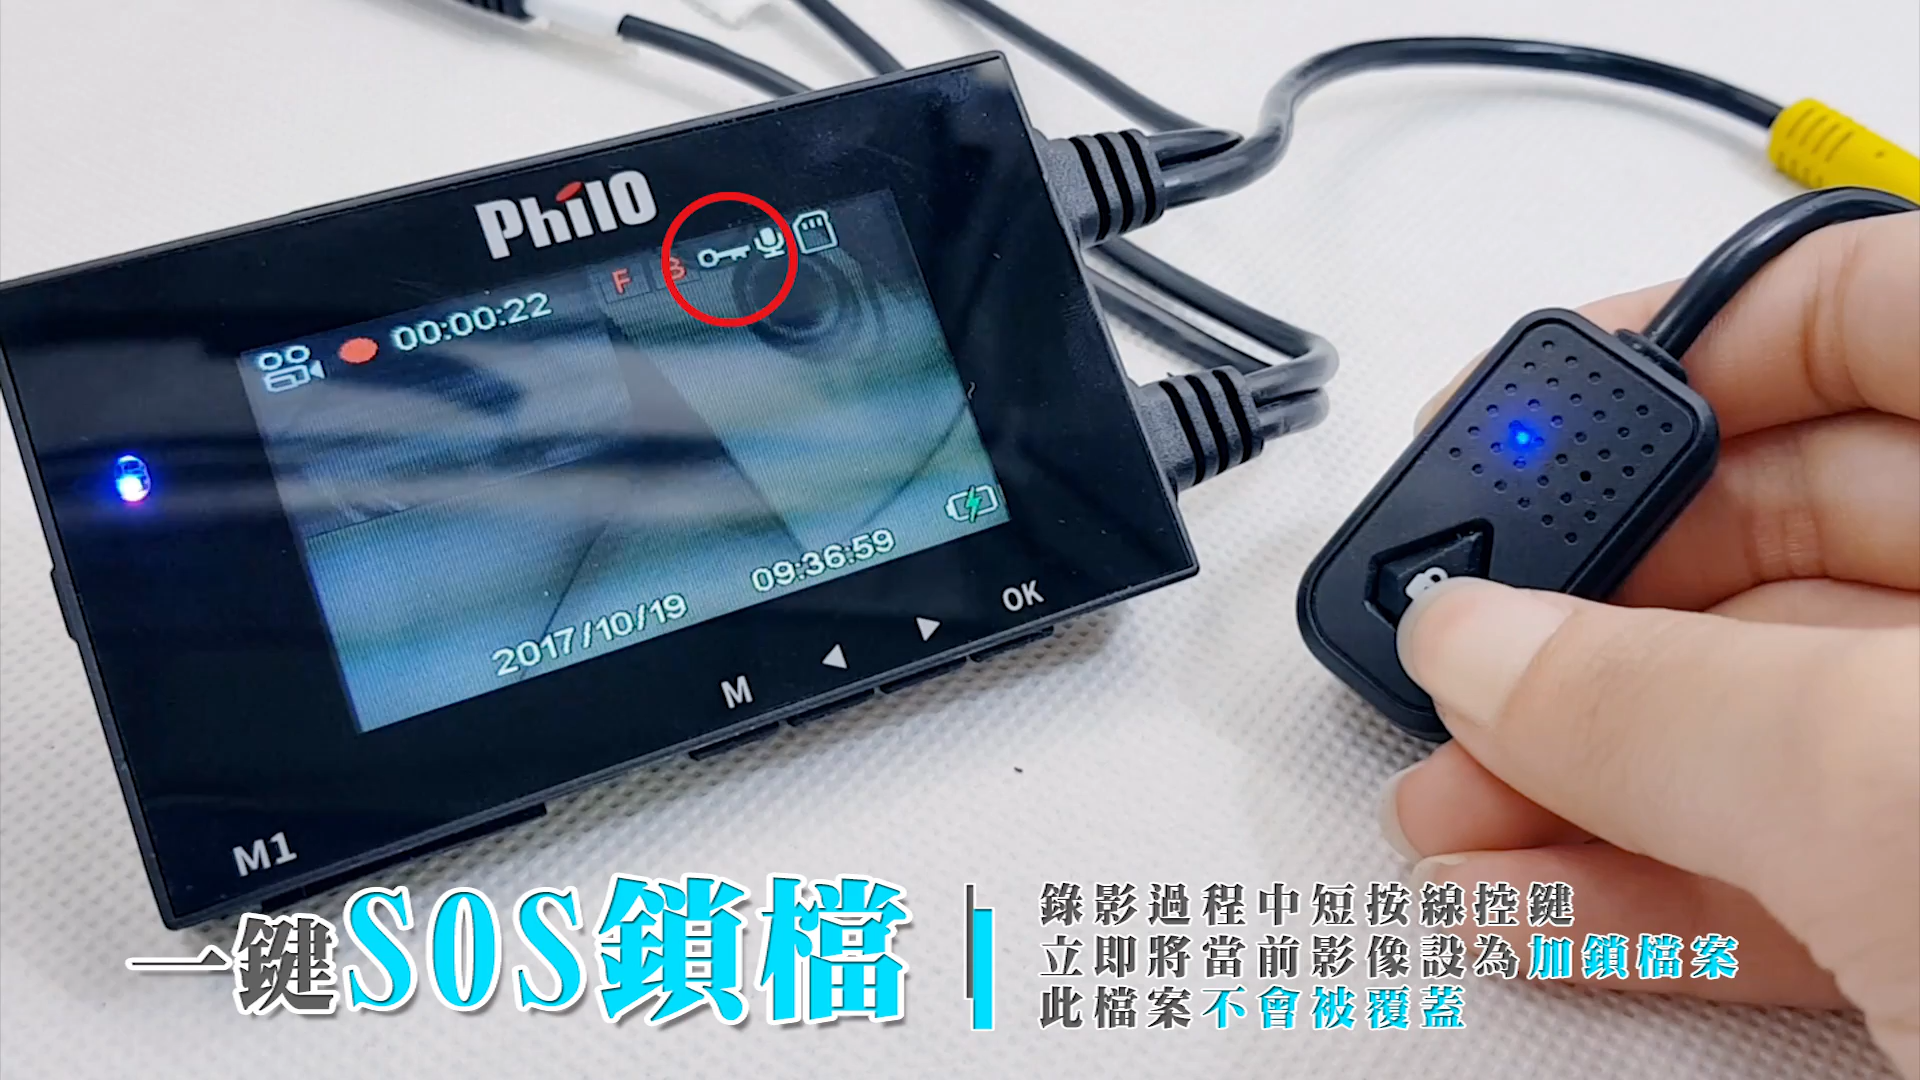 Philo
F B
00:00:22
2017/10/19 09:36:59
M OK
M1
一鍵SOS鎖檔
錄影過程中短按線控鍵
立即將當前影像設為加鎖檔案
此檔案不會被覆蓋